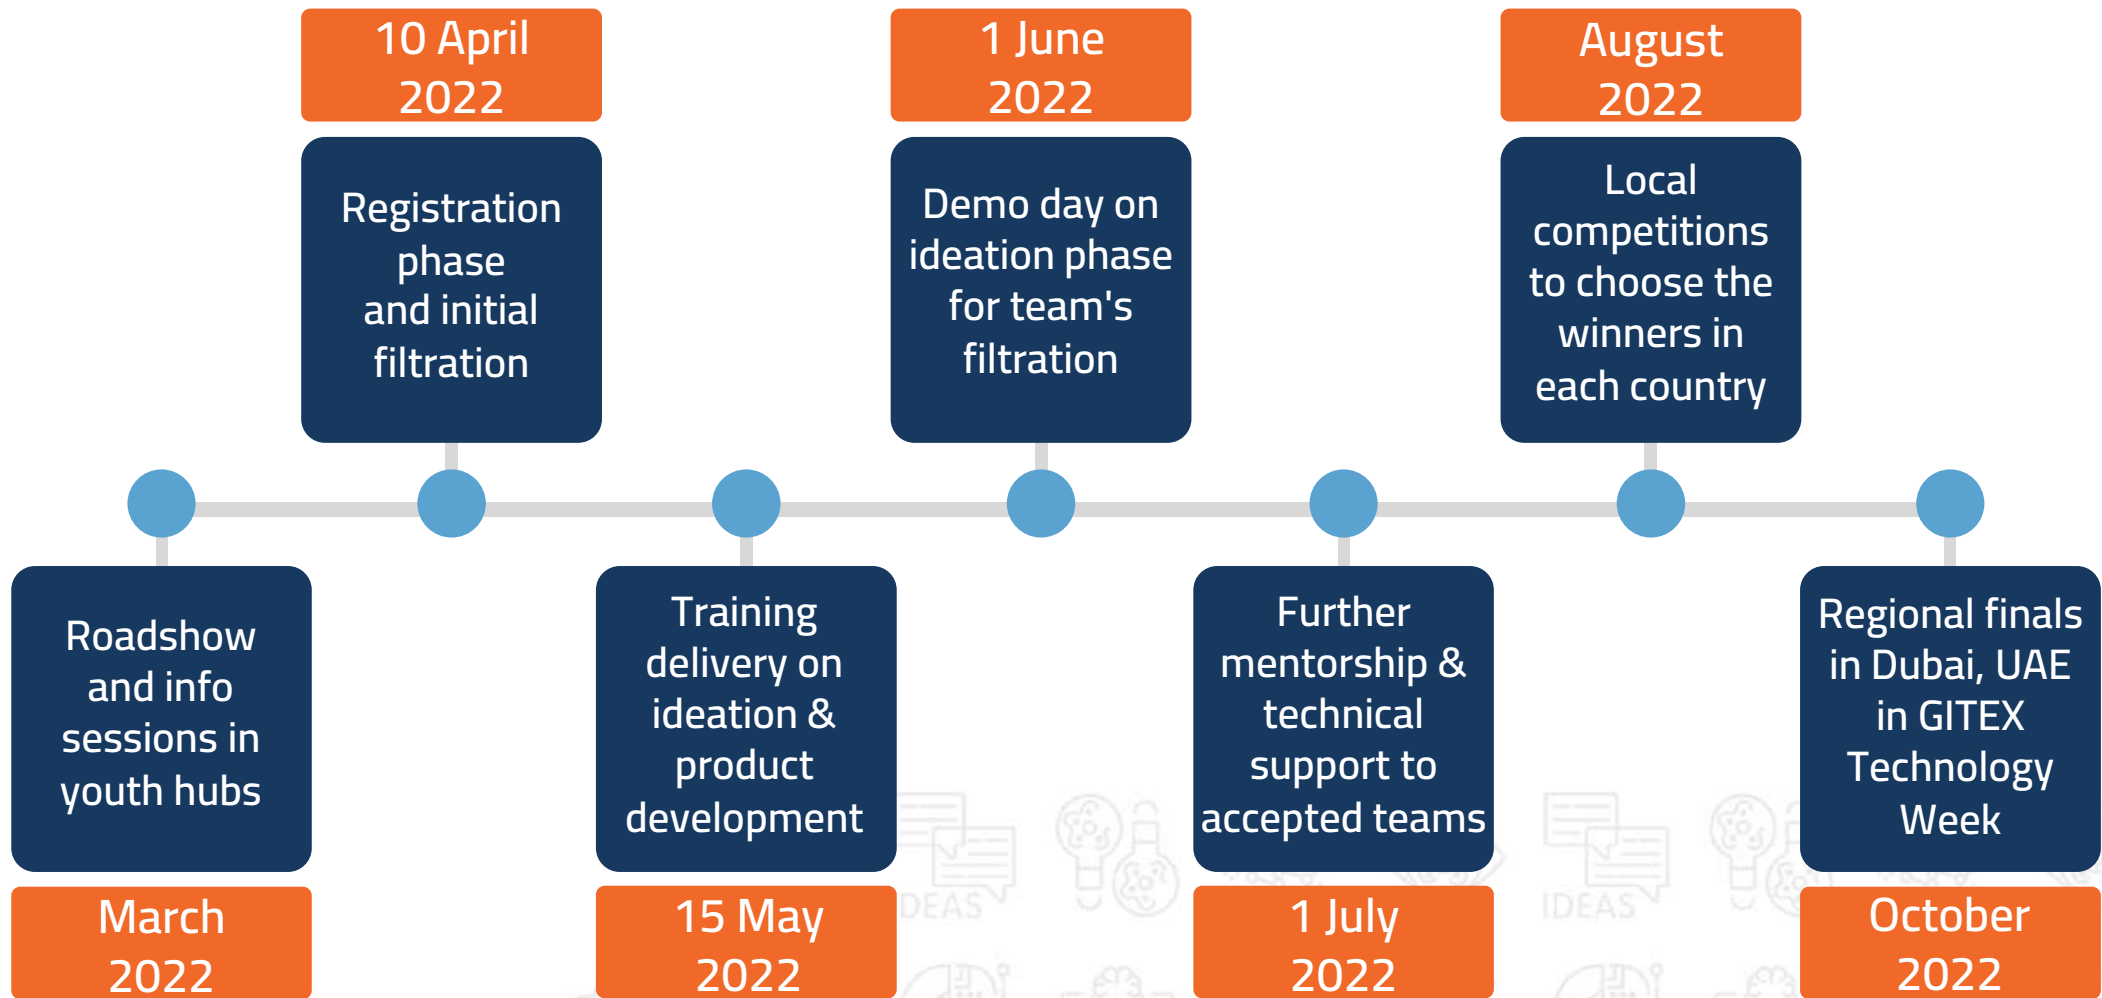 March
2022
Roadshow
and info
sessions in
youth hubs
10 April
2022
Registration
phase
and initial
filtration
Training
delivery on
ideation &
product
development
15 May
2022
1 June
2022
Demo day on
ideation phase
for team's
filtration
Further
mentorship &
technical
support to
accepted teams
1 July
2022
August
2022
Local
competitions
to choose the
winners in
each country
Regional finals
in Dubai, UAE
in GITEX
Technology
Week
October
2022
IDEAS
IDEAS